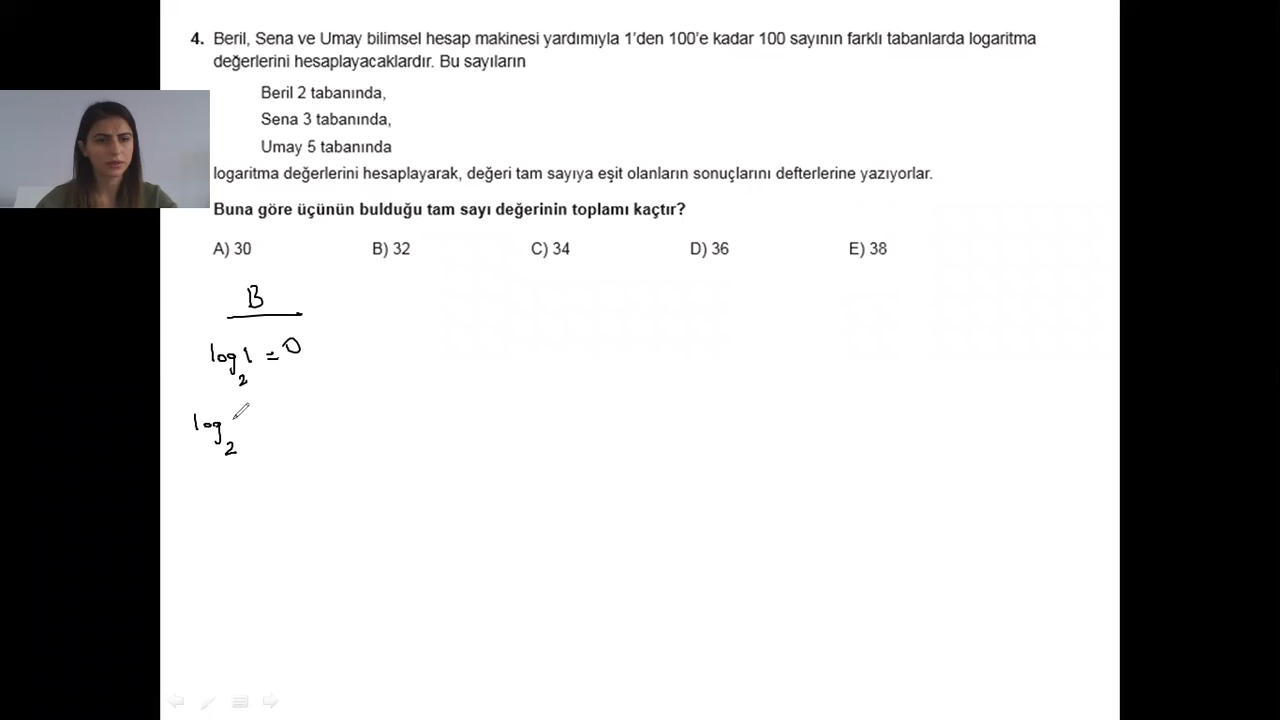 4. Beril, Sena ve Umay bilimsel hesap makinesi yardımıyla 1'den 100'e kadar 100 sayının farklı tabanlarda logaritma
değerlerini hesaplayacaklardır. Bu sayıların
Beril 2 tabanında,
Sena 3 tabanında,
Umay 5 tabanında
logaritma değerlerini hesaplayarak, değeri tam sayıya eşit olanların sonuçlarını defterlerine yazıyorlar.
Buna göre üçünün bulduğu tam sayı değerinin toplamı kaçtır?
A) 30 B) 32 C) 34 D) 36 E) 38
B
log₂1 = 0
log₂